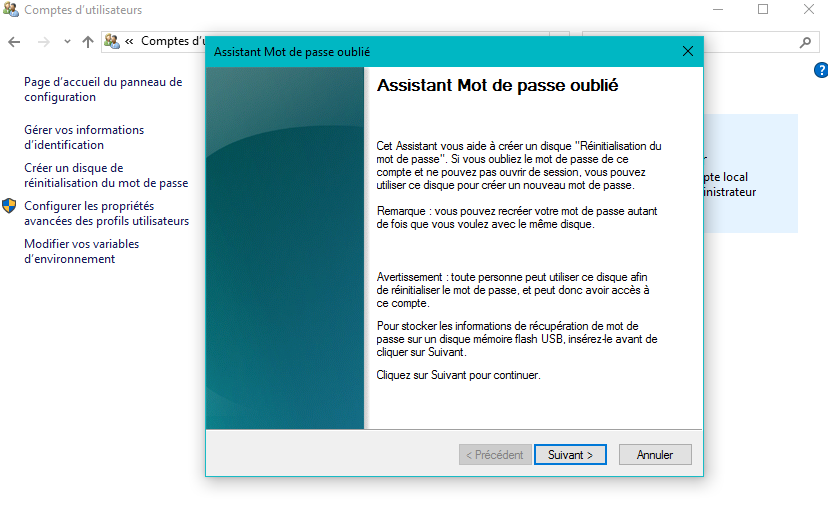 Comptes d'utilisateurs
« Comptes d'u
Assistant Mot de passe oublié
Page d'accueil du panneau de
configuration
Gérer vos informations
d'identification
Créer un disque de
réinitialisation du mot de passe
Configurer les propriétés
avancées des profils utilisateurs
Modifier vos variables
d'environnement
Assistant Mot de passe oublié
Cet Assistant vous aide à créer un disque "Réinitialisation du
mot de passe". Si vous oubliez le mot de passe de ce
compte et ne pouvez pas ouvrir de session, vous pouvez
utiliser ce disque pour créer un nouveau mot de passe.
Remarque : vous pouvez recréer votre mot de passe autant
de fois que vous voulez avec le même disque.
Avertissement : toute personne peut utiliser ce disque afin
de réinitialiser le mot de passe, et peut donc avoir accès à
ce compte.
Pour stocker les informations de récupération de mot de
passe sur un disque mémoire flash USB, insérez-le avant de
cliquer sur Suivant.
Cliquez sur Suivant pour continuer.
< Précédent
Suivant >
Annuler
?
r
pte local
inistrateur